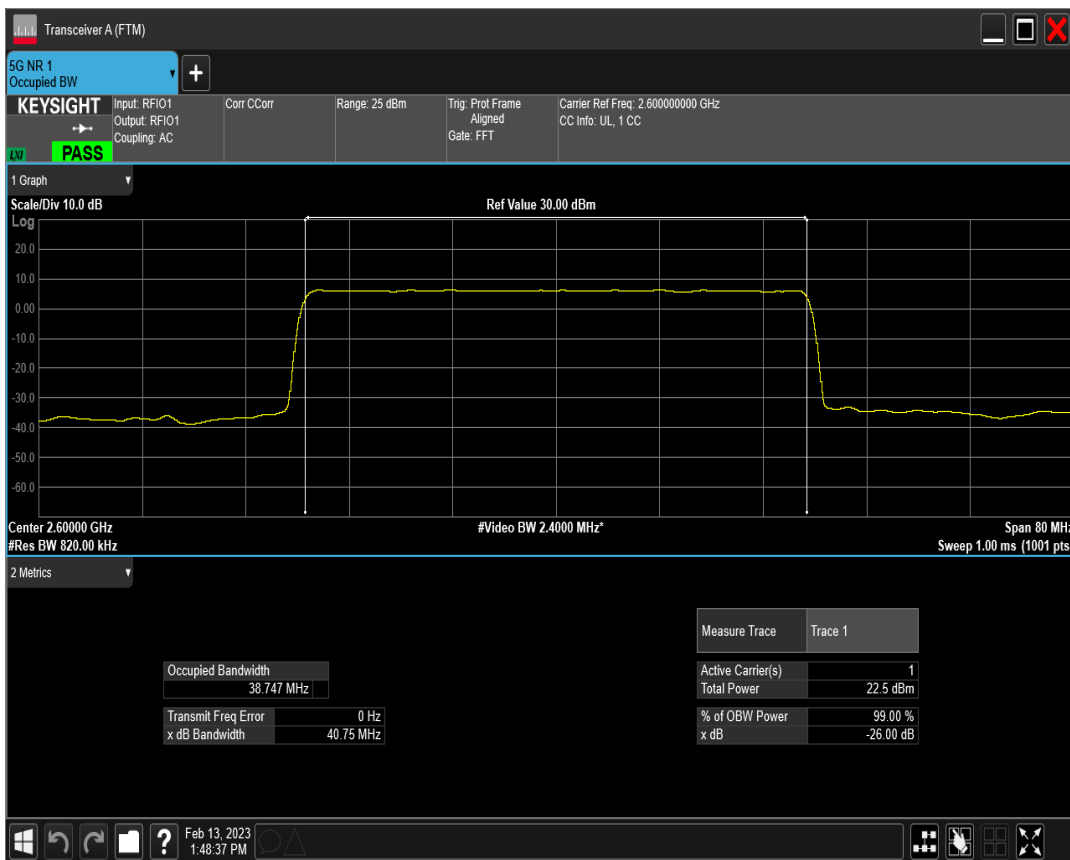 Transceiver A (FTM)
5G NR 1
Occupied BW
+
KEYSIGHT
LXI
PASS
Input: RFIO1
Output: RFIO1
Coupling: AC
Corr CCorr
Range: 25 dBm
Trig: Prot Frame
Aligned
Gate: FFT
Carrier Ref Freq: 2.600000000 GHz
CC Info: UL, 1 CC
1 Graph
Scale/Div 10.0 dB
Ref Value 30.00 dBm
Log
20.0
10.0
0.00
-10.0
-20.0
-30.0
-40.0
-50.0
-60.0
Center 2.60000 GHz
#Video BW 2.4000 MHz*
Span 80 MHz
#Res BW 820.00 kHz
Sweep 1.00 ms (1001 pts
2 Metrics
Measure Trace Trace 1
Occupied Bandwidth
38.747 MHz
Active Carrier(s) 1
Total Power 22.5 dBm
Transmit Freq Error 0 Hz
x dB Bandwidth 40.75 MHz
% of OBW Power 99.00 %
x dB -26.00 dB
?
Feb 13, 2023
1:48:37 PM